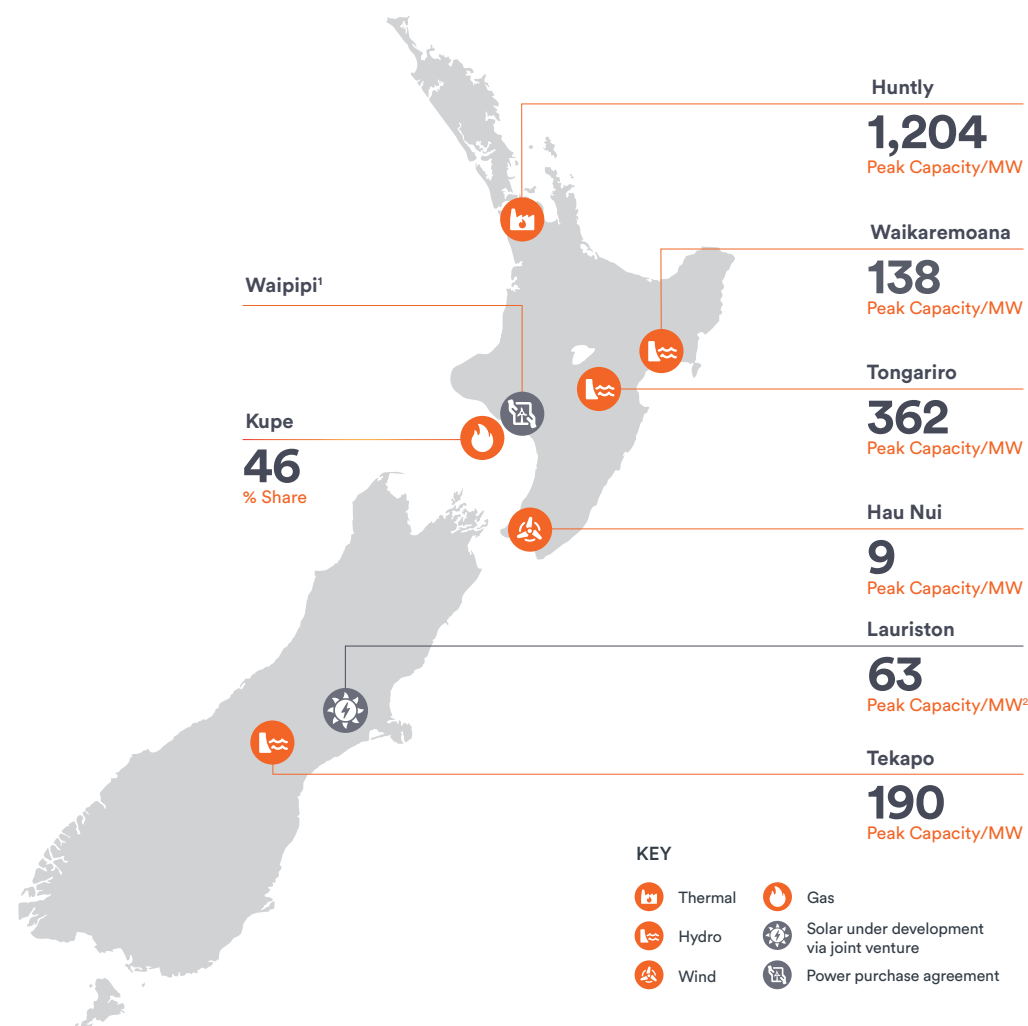 Huntly
1,204
Peak Capacity/MW
Waikaremoana
138
Peak Capacity/MW
Waipipi¹
Tongariro
362
Peak Capacity/MW
Kupe
46
% Share
Hau Nui
9
Peak Capacity/MW
Lauriston
63
Peak Capacity/MW²
Tekapo
190
Peak Capacity/MW
KEY
Thermal
Gas
Hydro
Solar under development
via joint venture
Wind
Power purchase agreement